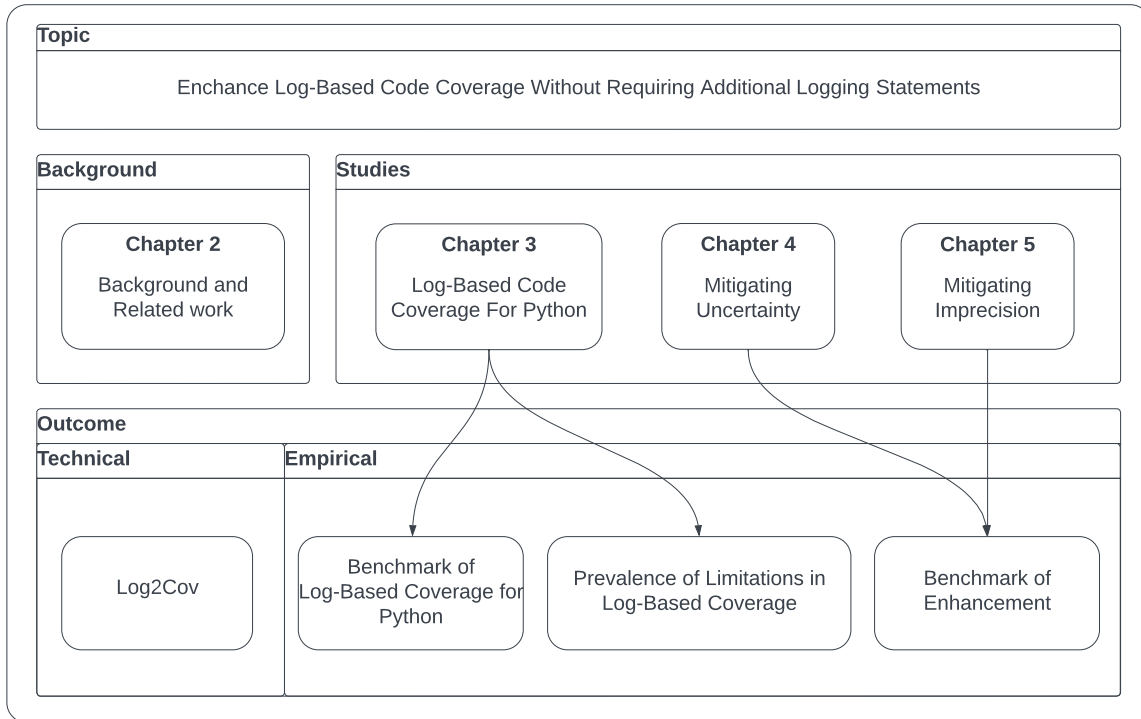 Topic
Enchance Log-Based Code Coverage Without Requiring Additional Logging Statements
Background
Chapter 2
Background and
Related work
Studies
Chapter 3
Log-Based Code
Coverage For Python
Chapter 4
Mitigating
Uncertainty
Chapter 5
Mitigating
Imprecision
Outcome
Technical
Log2Cov
Empirical
Benchmark of
Log-Based Coverage for
Python
Prevalence of Limitations in
Log-Based Coverage
Benchmark of
Enhancement